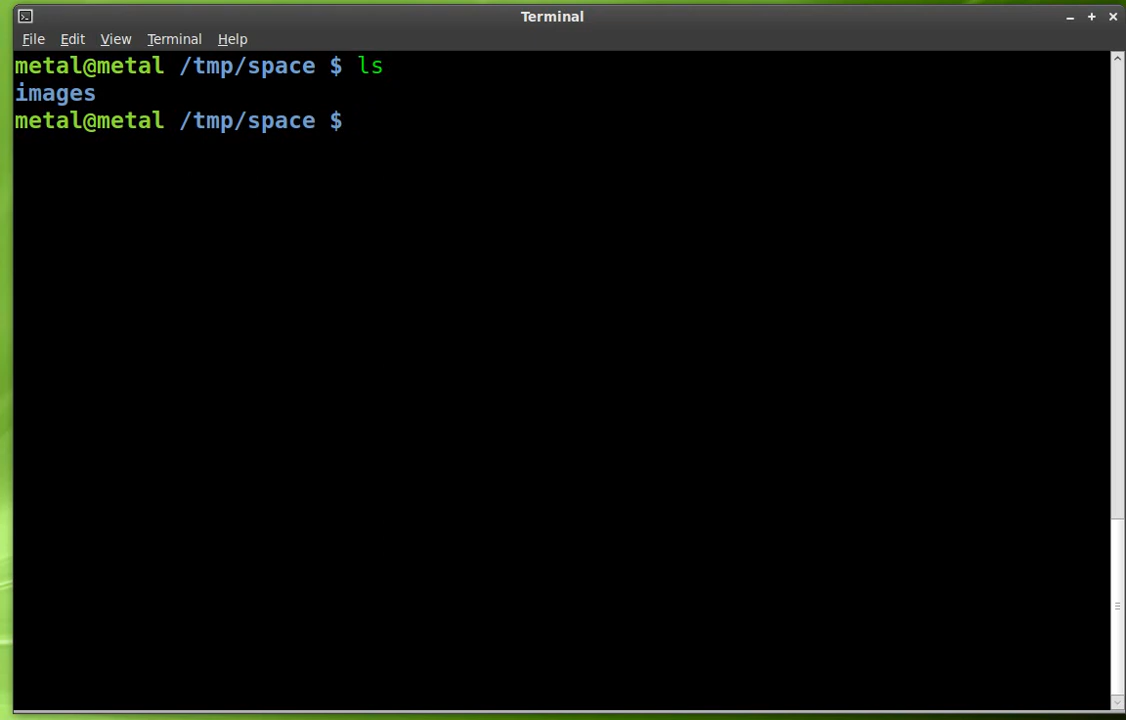 Terminal
File Edit View Terminal Help
metal@metal /tmp/space $ ls
images
metal@metal /tmp/space $